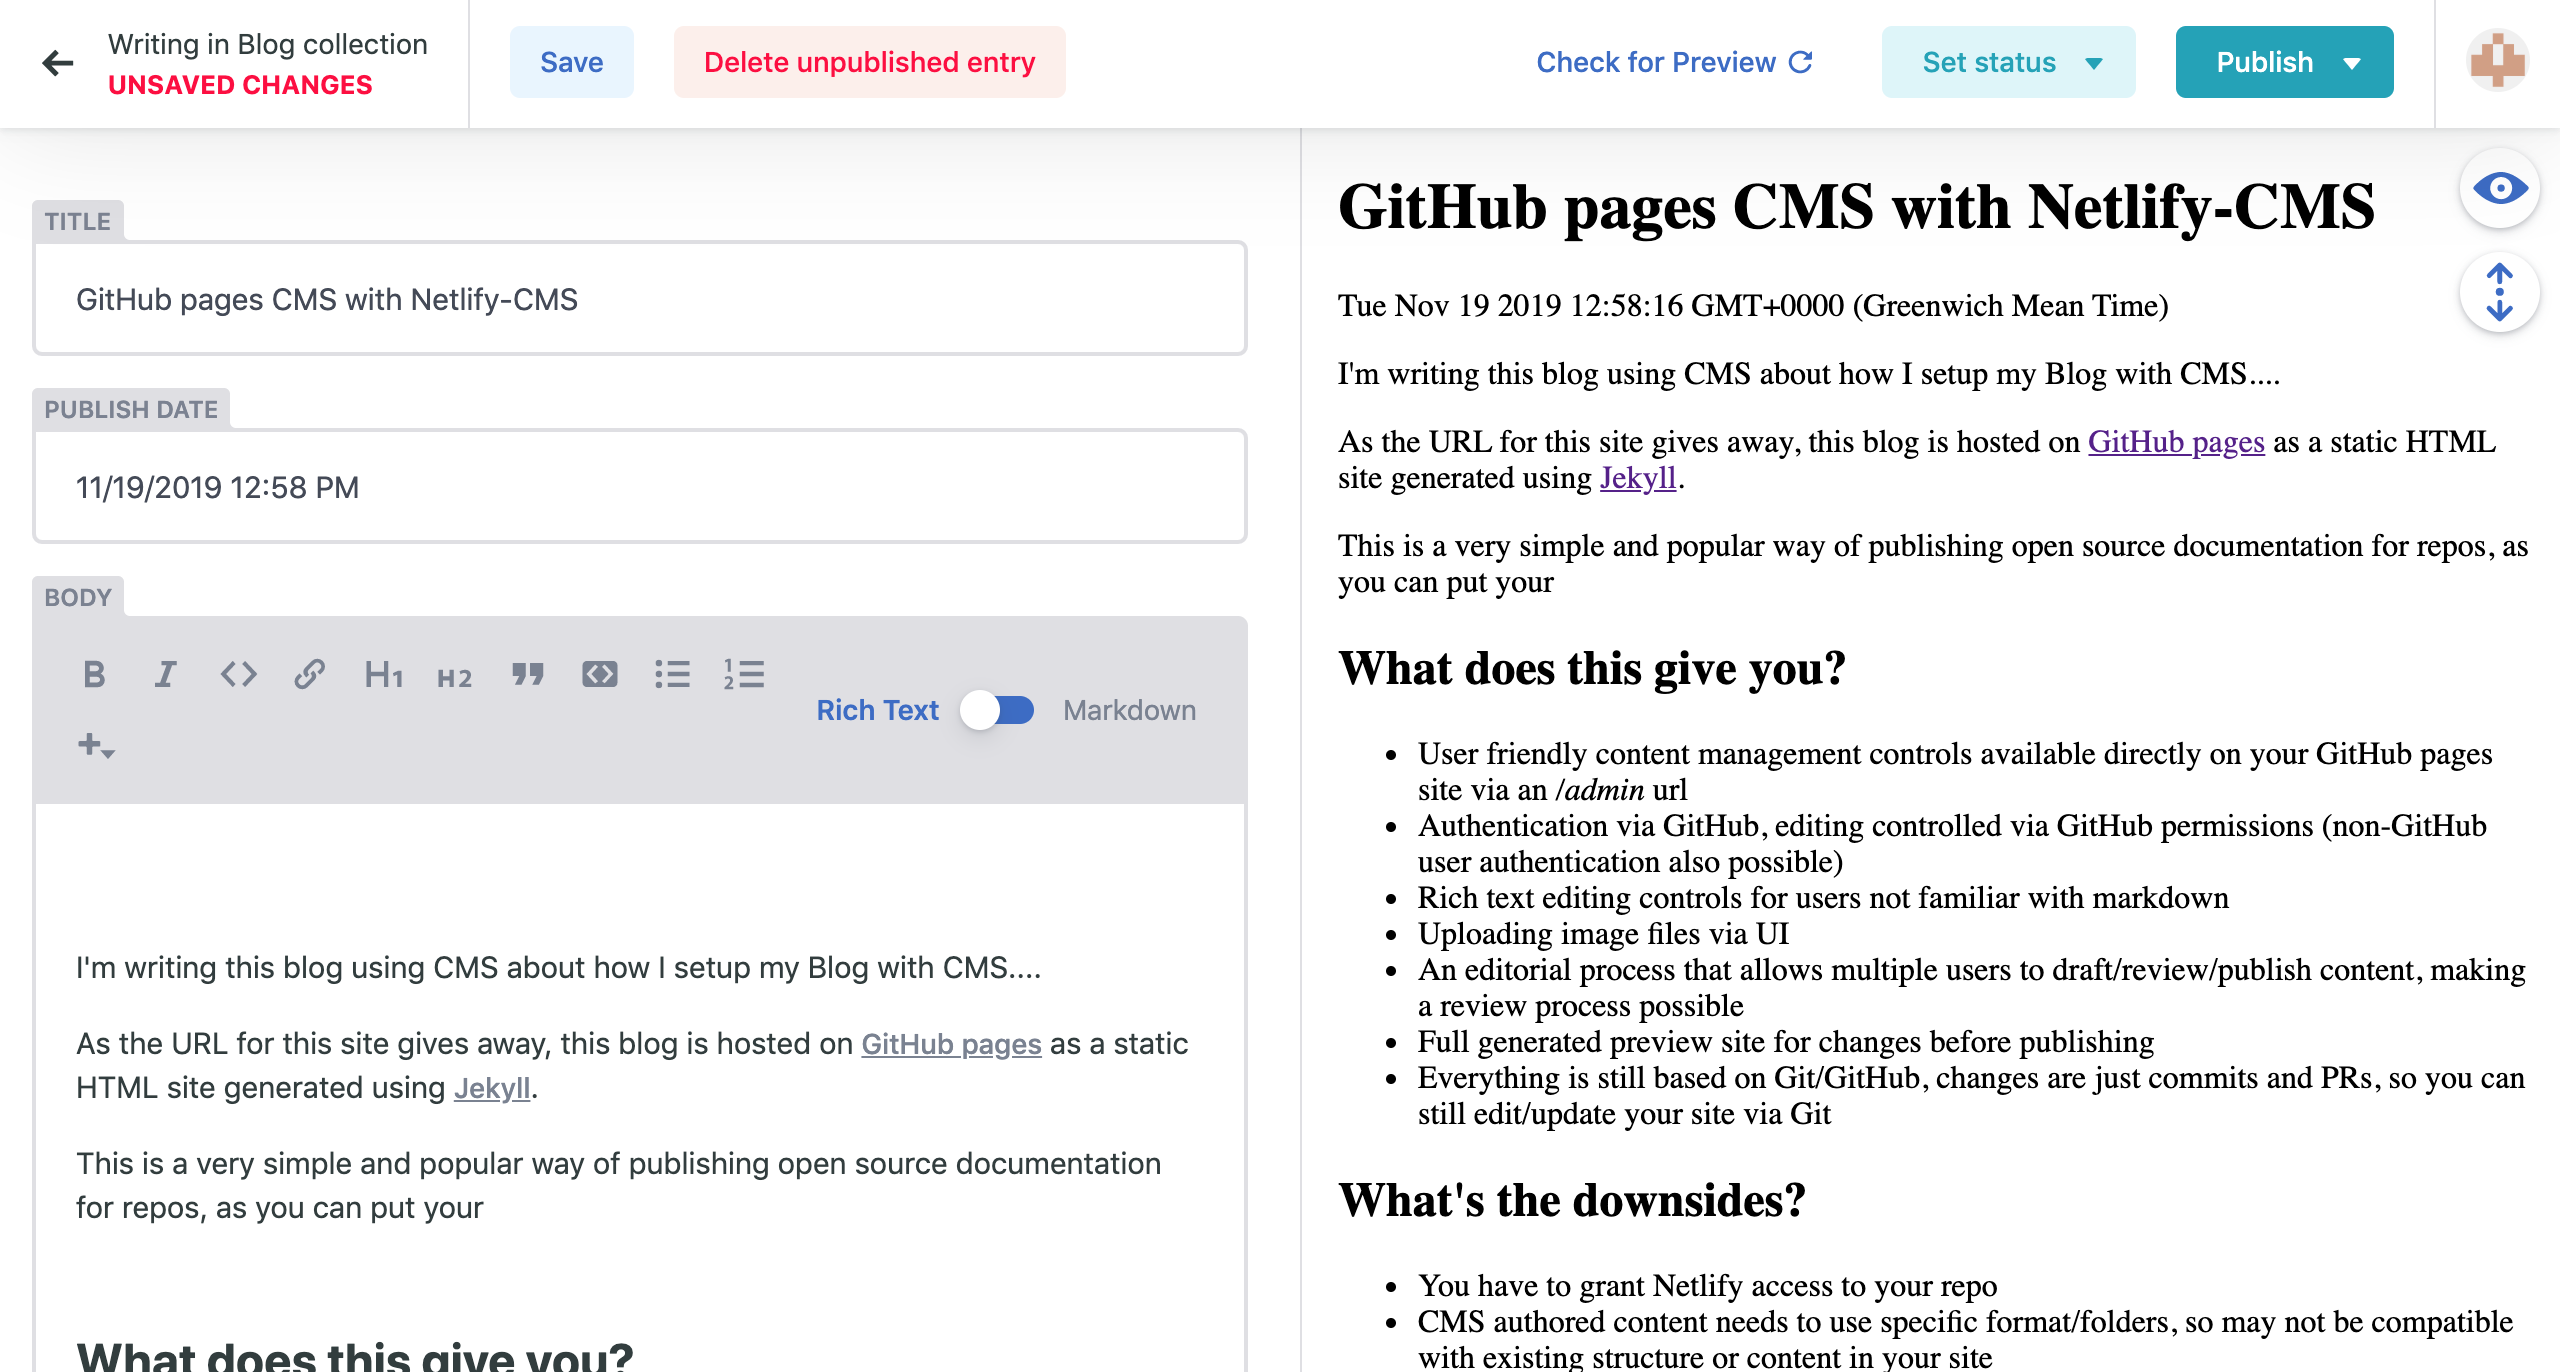 Writing in Blog collection
UNSAVED CHANGES
Save
Delete unpublished entry
Check for Preview
Set status
Publish
TITLE
GitHub pages CMS with Netlify-CMS
PUBLISH DATE
11/19/2019 12:58 PM
BODY
B I <> H1 H2
Rich Text
Markdown
I'm writing this blog using CMS about how I setup my Blog with CMS....
As the URL for this site gives away, this blog is hosted on GitHub pages as a static
HTML site generated using Jekyll.
This is a very simple and popular way of publishing open source documentation
for repos, as you can put your
What does this give you?
GitHub pages CMS with Netlify-CMS
Tue Nov 19 2019 12:58:16 GMT+0000 (Greenwich Mean Time)
I'm writing this blog using CMS about how I setup my Blog with CMS....
As the URL for this site gives away, this blog is hosted on GitHub pages as a static HTML
site generated using Jekyll.
This is a very simple and popular way of publishing open source documentation for repos, as
you can put your
What does this give you?
• User friendly content management controls available directly on your GitHub pages
site via an /admin url
• Authentication via GitHub, editing controlled via GitHub permissions (non-GitHub
user authentication also possible)
• Rich text editing controls for users not familiar with markdown
• Uploading image files via UI
• An editorial process that allows multiple users to draft/review/publish content, making
a review process possible
• Full generated preview site for changes before publishing
• Everything is still based on Git/GitHub, changes are just commits and PRs, so you can
still edit/update your site via Git
What's the downsides?
• You have to grant Netlify access to your repo
• CMS authored content needs to use specific format/folders, so may not be compatible
with existing structure or content in your site